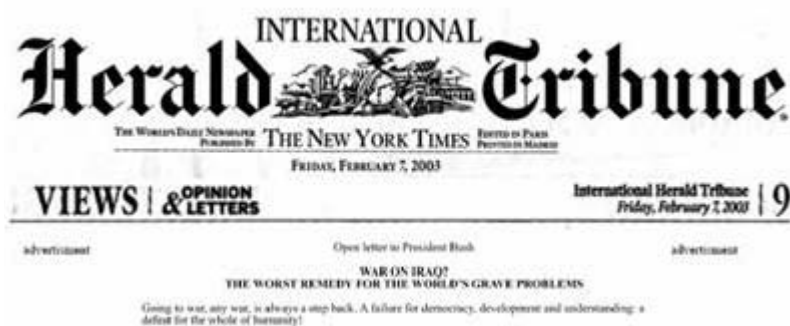 INTERNATIONAL
Herald Tribune
THE WORLD'S DAILY NEWSPAPER
PUBLISHED BY THE NEW YORK TIMES
EDITED IN PARIS
PRINTED IN MADRID
FRIDAY, FEBRUARY 7, 2003
VIEWS
& OPINION
LETTERS
International Herald Tribune
Friday, February 7, 2003
9
advertisment
Open letter to President Bush
advertisment
WAR ON IRAQ?
THE WORST REMEDY FOR THE WORLD'S GRAVE PROBLEMS
Going to war, any war, is always a step back. A failure for democracy, development and understanding: a
defeat for the whole of humanity!